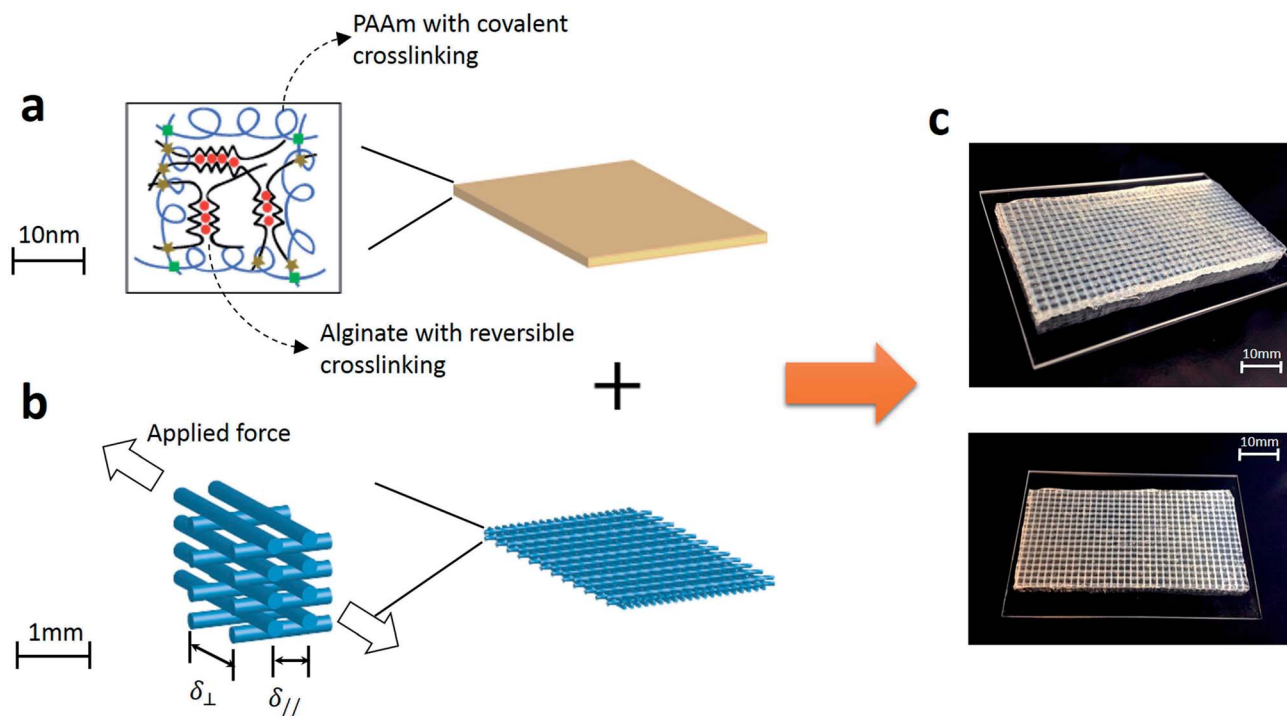 PAAm with covalent
crosslinking
a
10nm
Alginate with reversible
crosslinking
+
b
Applied force
1mm
δ⊥
δ//
c
10mm
10mm